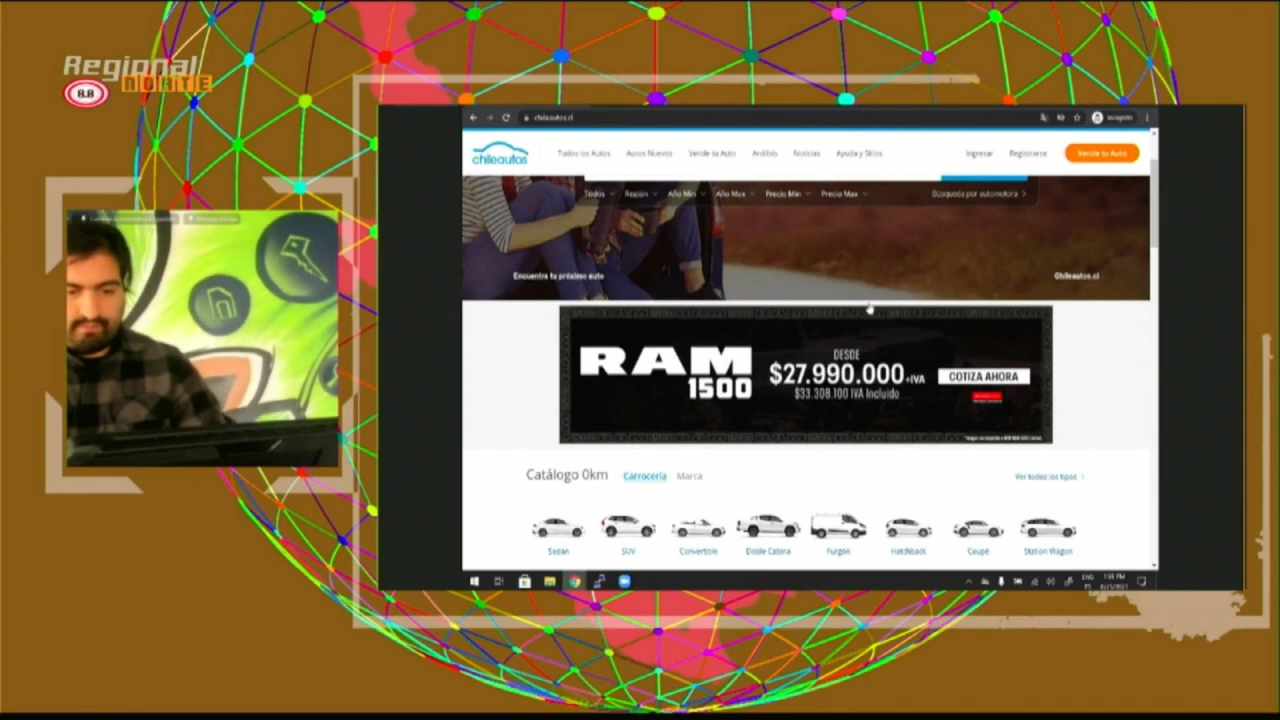 Regional
NORTE
8.8
chileautos.cl
Incognito
chileautos
Todos los Autos
Autos Nuevos
Vende tu Auto
Análisis
Noticias
Ayuda y Sitios
Ingresar
Registrarse
Vende tu Auto
Todos
Región
Año Min
Año Max
Precio Min
Precio Max
Búsqueda por automotora
Encuentra tu próximo auto
Chileautos.cl
RAM
1500
DESDE
$27.990.000+IVA
$33.308.100 IVA Incluido
COTIZA AHORA
Catálogo 0km
Carrocería
Marca
Ver todos los tipos
Sedán
SUV
Convertible
Doble Cabina
Furgón
Hatchback
Coupé
Station Wagon
ENG